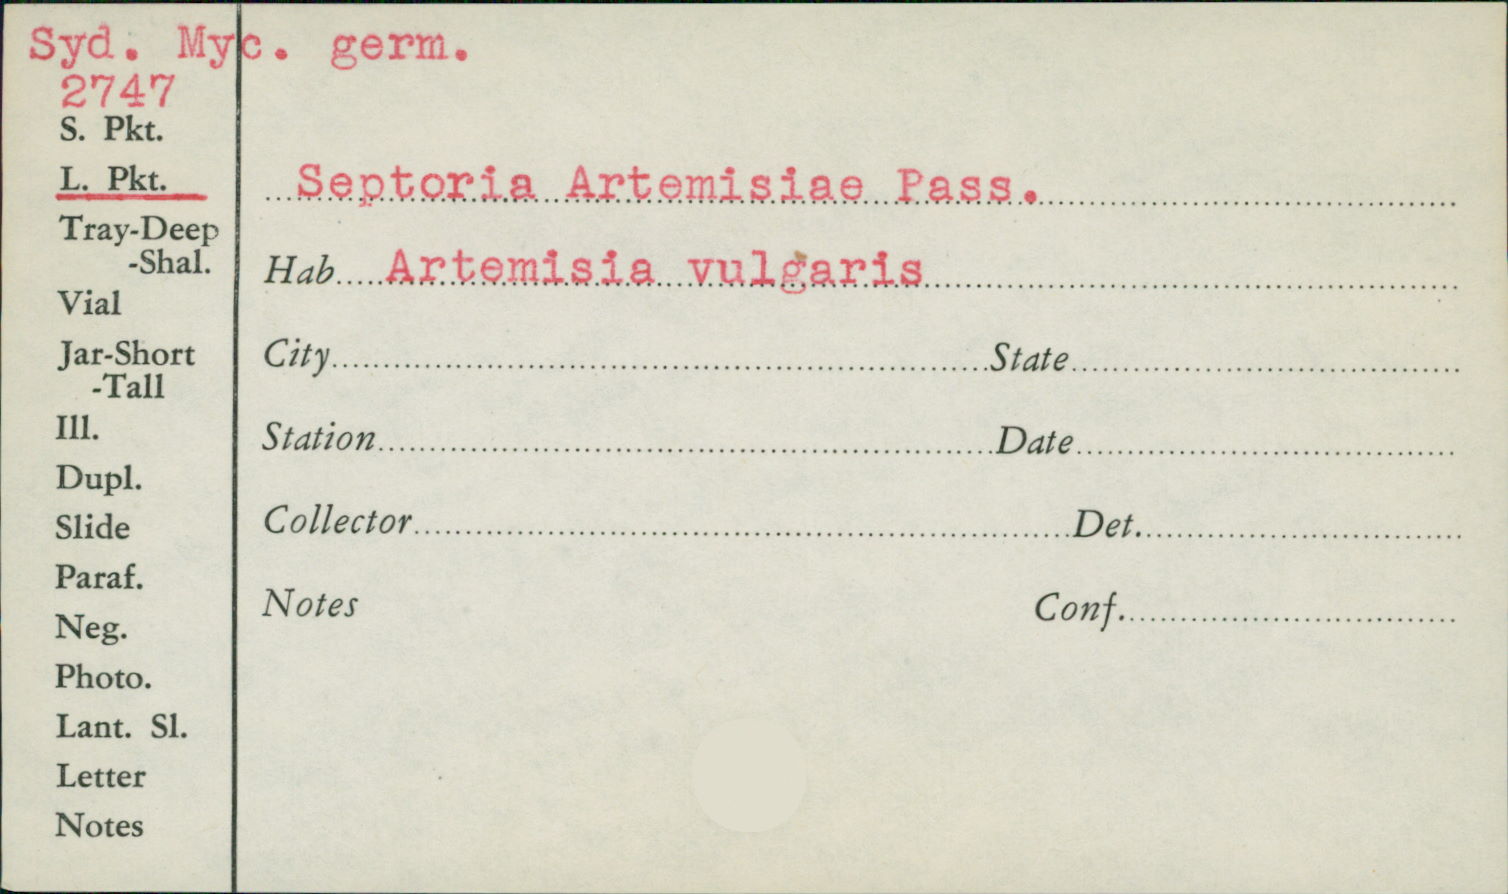 Syd. Myc. germ.
2747
S. Pkt.
L. Pkt.
Tray-Deep
-Shal.
Vial
Jar-Short
-Tall
Ill.
Dupl.
Slide
Paraf.
Neg.
Photo.
Lant. Sl.
Letter
Notes
Septoria Artemisiae Pass.
Hab. Artemisia vulgaris
City State
Station Date
Collector Det.
Notes Conf.